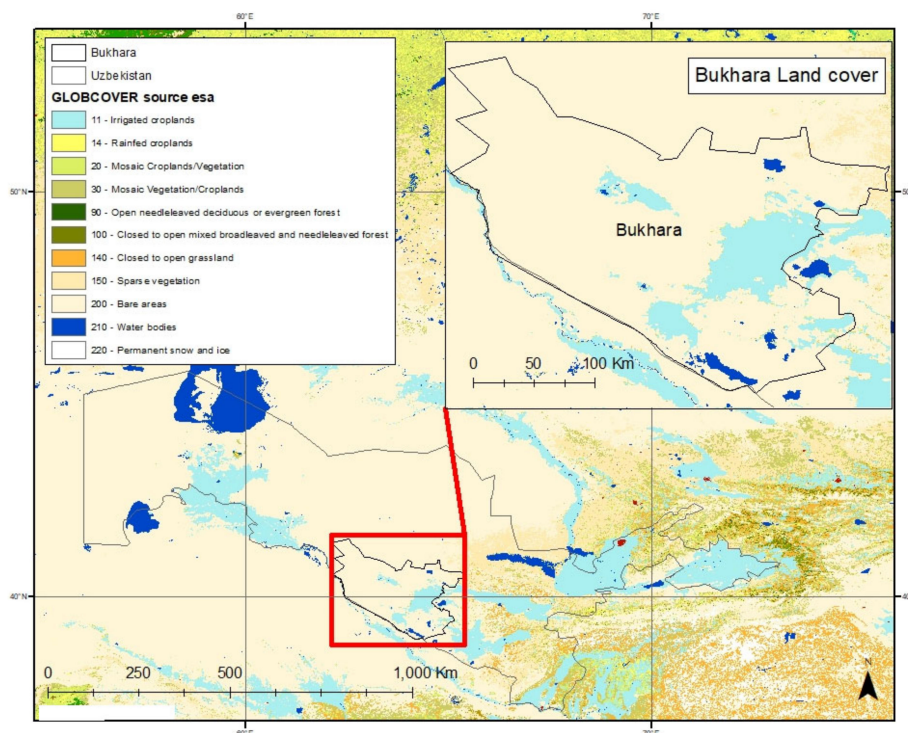 60°E
70°E
Bukhara
Uzbekistan
GLOBCOVER source esa
11 - Irrigated croplands
14 - Rainfed croplands
20 - Mosaic Croplands/Vegetation
30 - Mosaic Vegetation/Croplands
90 - Open needleleaved deciduous or evergreen forest
100 - Closed to open mixed broadleaved and needleleaved forest
140 - Closed to open grassland
150 - Sparse vegetation
200 - Bare areas
210 - Water bodies
220 - Permanent snow and ice
Bukhara Land cover
Bukhara
0 50 100 Km
50°N
50°N
40°N
0 250 500 1,000 Km
N
70°E